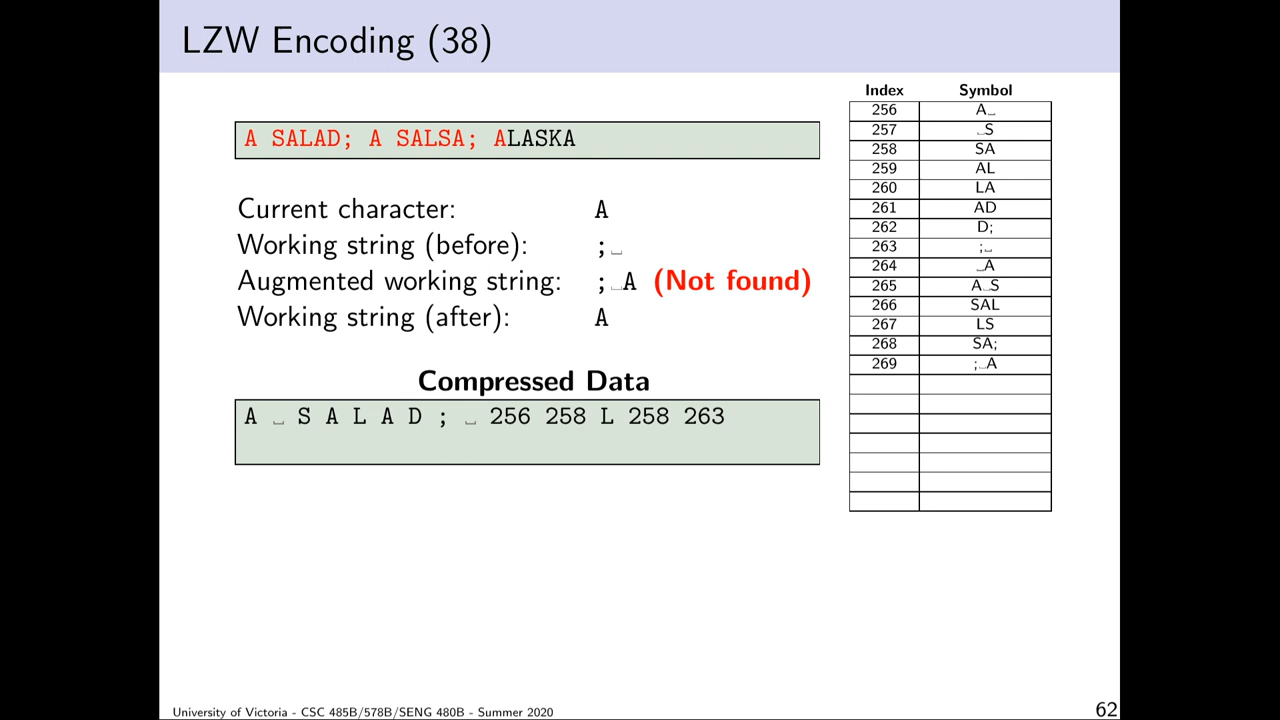 LZW Encoding (38)
A SALAD; A SALSA; ALASKA
Current character: A
Working string (before): ;␣
Augmented working string: ;␣A (Not found)
Working string (after): A
Compressed Data
A ␣ S A L A D ; ␣ 256 258 L 258 263
Index Symbol
256 A␣
257 ␣S
258 SA
259 AL
260 LA
261 AD
262 D;
263 ;␣
264 ␣A
265 A␣S
266 SAL
267 LS
268 SA;
269 ;␣A
University of Victoria - CSC 485B/578B/SENG 480B - Summer 2020
62